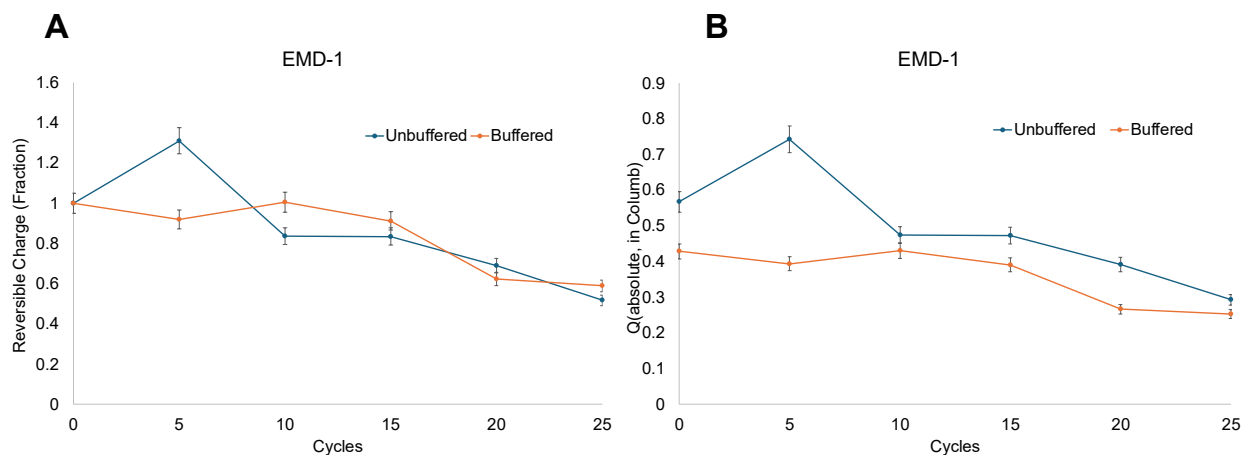 A
EMD-1
Reversible Charge (Fraction)
1.6
1.4
1.2
1
0.8
0.6
0.4
0.2
0
Unbuffered Buffered
0 5 10 15 20 25
Cycles
B
EMD-1
Q(absolute, in Columb)
0.9
0.8
0.7
0.6
0.5
0.4
0.3
0.2
0.1
0
Unbuffered Buffered
0 5 10 15 20 25
Cycles